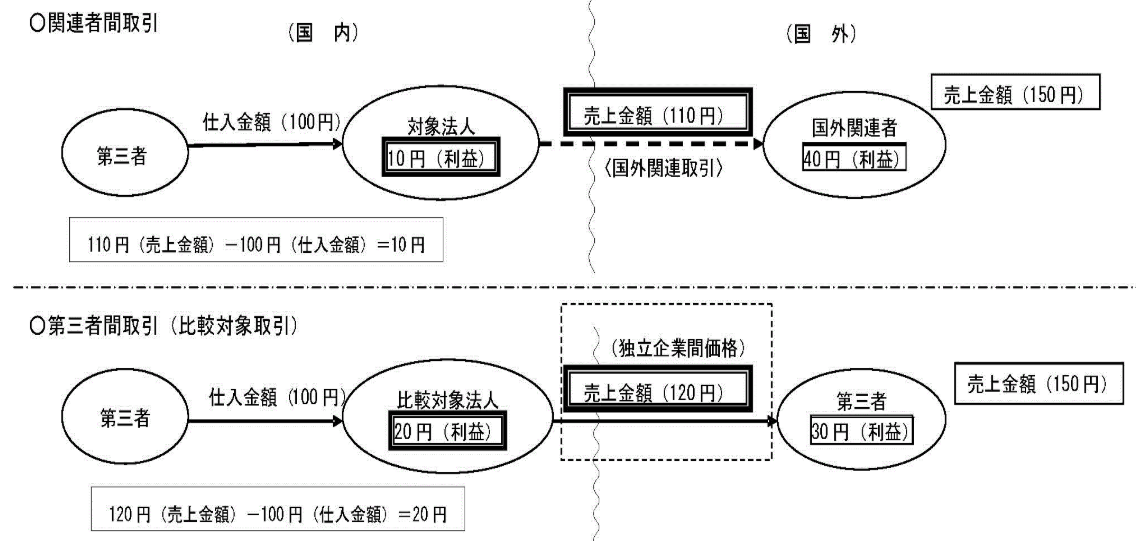 ○関連者間取引
（国　内）
（国　外）
仕入金額（100円）
第三者
対象法人
10円（利益）
売上金額（110円）
〈国外関連取引〉
国外関連者
40円（利益）
売上金額（150円）
110円（売上金額）－100円（仕入金額）＝10円
○第三者間取引（比較対象取引）
仕入金額（100円）
第三者
比較対象法人
20円（利益）
（独立企業間価格）
売上金額（120円）
第三者
30円（利益）
売上金額（150円）
120円（売上金額）－100円（仕入金額）＝20円